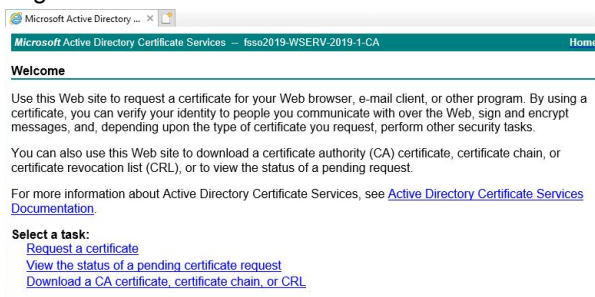 Microsoft Active Directory ...
Microsoft Active Directory Certificate Services -- fsso2019-WSERV-2019-1-CA Home
Welcome
Use this Web site to request a certificate for your Web browser, e-mail client, or other program. By using a
certificate, you can verify your identity to people you communicate with over the Web, sign and encrypt
messages, and, depending upon the type of certificate you request, perform other security tasks.
You can also use this Web site to download a certificate authority (CA) certificate, certificate chain, or
certificate revocation list (CRL), or to view the status of a pending request.
For more information about Active Directory Certificate Services, see Active Directory Certificate Services
Documentation.
Select a task:
Request a certificate
View the status of a pending certificate request
Download a CA certificate, certificate chain, or CRL